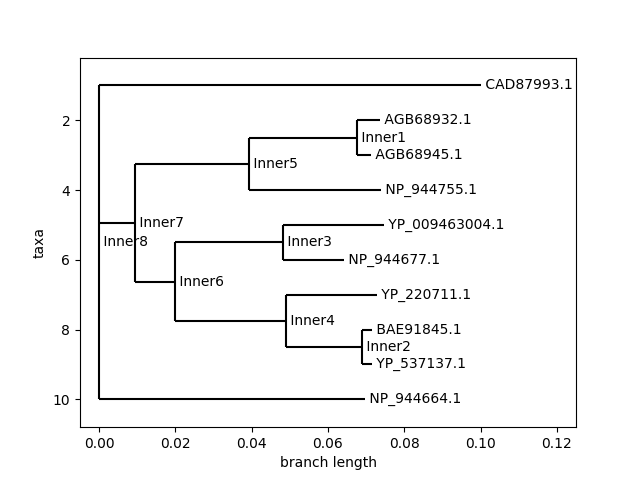 CAD87993.1
2
AGB68932.1
Inner1
AGB68945.1
Inner5
4
NP_944755.1
Inner7
YP_009463004.1
taxa
Inner8
Inner3
6
NP_944677.1
Inner6
YP_220711.1
Inner4
8
BAE91845.1
Inner2
YP_537137.1
10
NP_944664.1
0.00 0.02 0.04 0.06 0.08 0.10 0.12
branch length